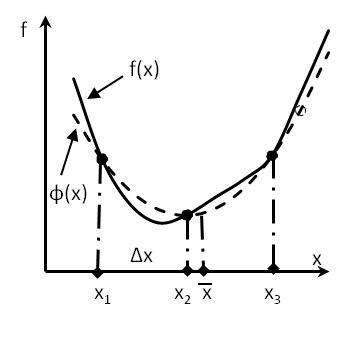 f
f(x)
ϕ(x)
Δx
x
x₁ x₂ x̅ x₃